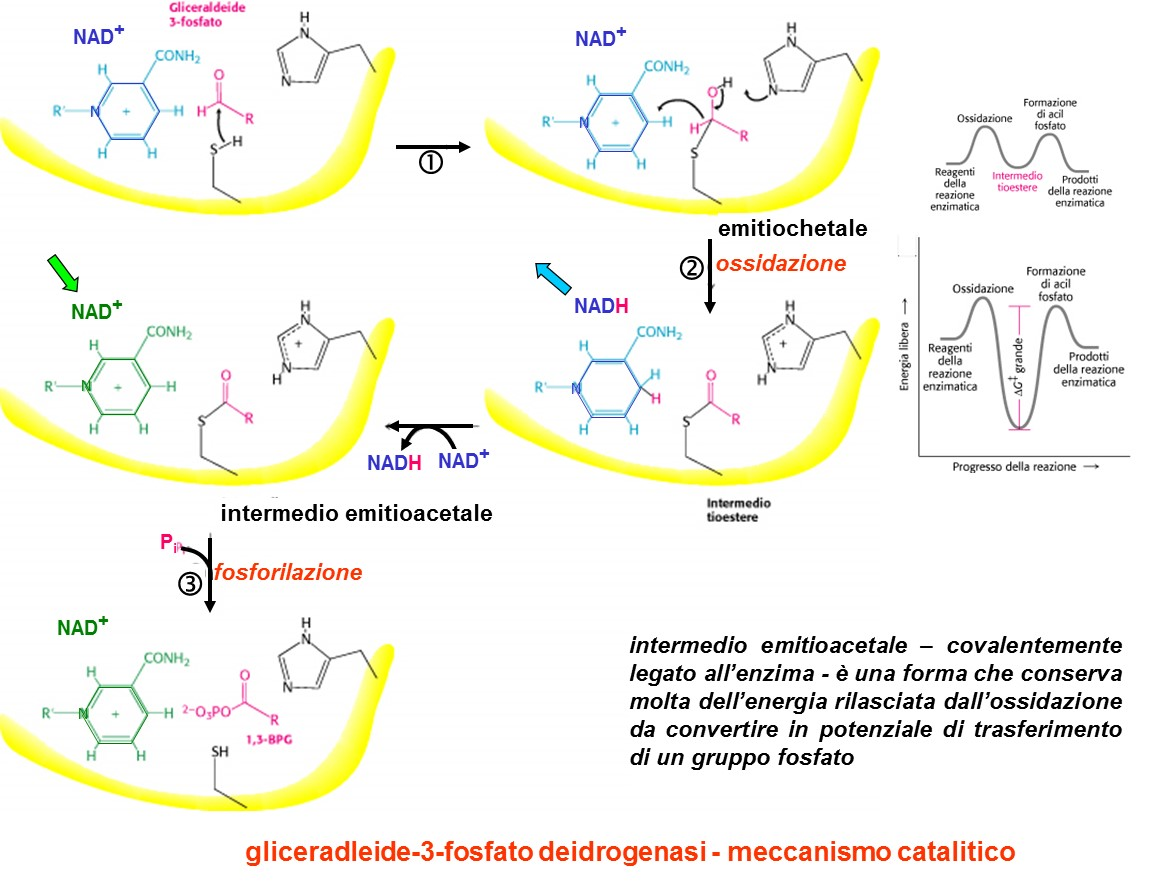 Gliceraldeide
3-fosfato
NAD+
CONH2
H
O
H
H
N
R'
N
+
H
H
R
S
H
H
H
①
NAD+
CONH2
H
O
H
H
N
R'
N
+
H
H
R
N
S
H
H
emitiochetale
②
ossidazione
Ossidazione
Formazione
di acil
fosfato
Reagenti
della
reazione
enzimatica
Intermedio
tioestere
Prodotti
della reazione
enzimatica
NAD+
CONH2
H
O
H
N
+
R'
N
+
H
R
H
N
S
H
H
NADH
NAD+
intermedio emitioacetale
NADH
CONH2
H
O
H
N
+
R'
N
H
H
R
H
N
S
H
H
Intermedio
tioestere
Energia libera
Ossidazione
Formazione
di acil
fosfato
Reagenti
della
reazione
enzimatica
ΔG‡ grande
Prodotti
della reazione
enzimatica
Progresso della reazione
Pi
③
fosforilazione
NAD+
CONH2
H
O
H
N
N
R'
N
+
H
2−O3PO
R
1,3-BPG
H
H
SH
intermedio emitioacetale – covalentemente
legato all'enzima - è una forma che conserva
molta dell'energia rilasciata dall'ossidazione
da convertire in potenziale di trasferimento
di un gruppo fosfato
gliceradleide-3-fosfato deidrogenasi - meccanismo catalitico